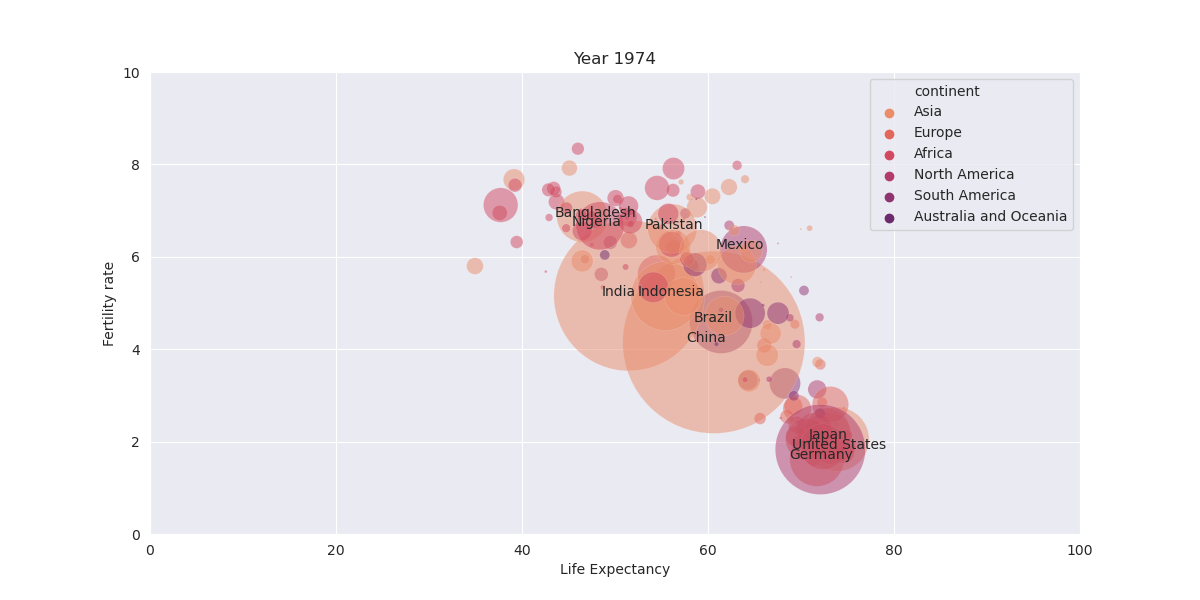 Year 1974
continent
Asia
Europe
Africa
North America
South America
Australia and Oceania
10
8
6
4
2
0
Fertility rate
Bangladesh
Nigeria
Pakistan
Mexico
India
Indonesia
Brazil
China
Japan
United States
Germany
0
20
40
60
80
100
Life Expectancy